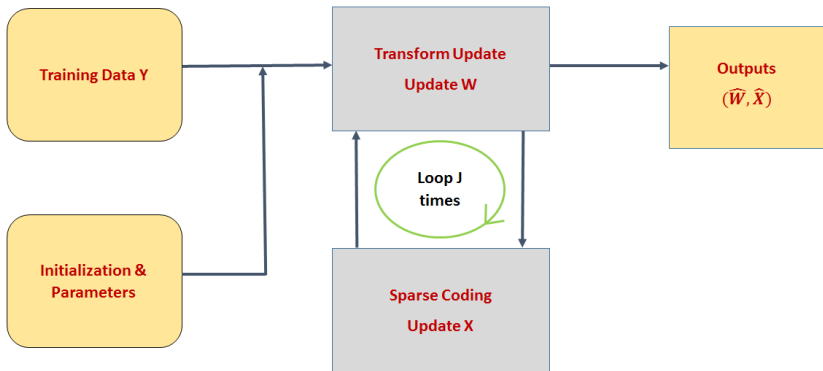 Training Data Y
Transform Update
Update W
Outputs
(Ŵ, X̂)
Loop J
times
Initialization &
Parameters
Sparse Coding
Update X